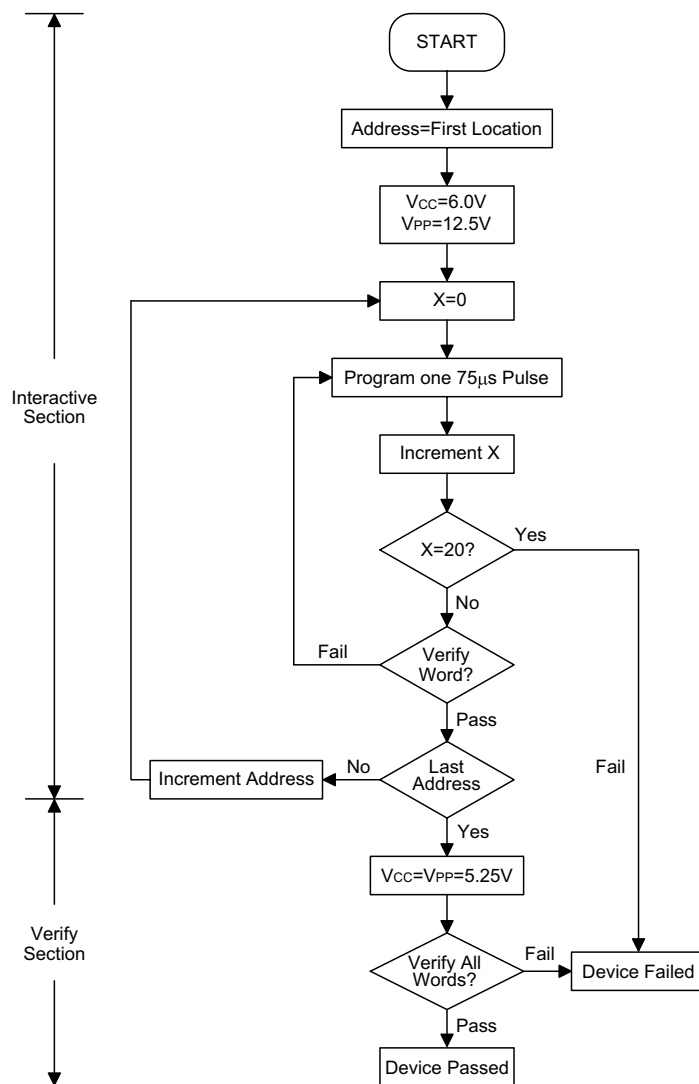 START
Address=First Location
VCC=6.0V
VPP=12.5V
X=0
Program one 75μs Pulse
Interactive
Section
Increment X
X=20?
Yes
No
Verify
Word?
Fail
Pass
Last
Address
No
Increment Address
Fail
Yes
VCC=VPP=5.25V
Verify
Section
Verify All
Words?
Fail
Device Failed
Pass
Device Passed